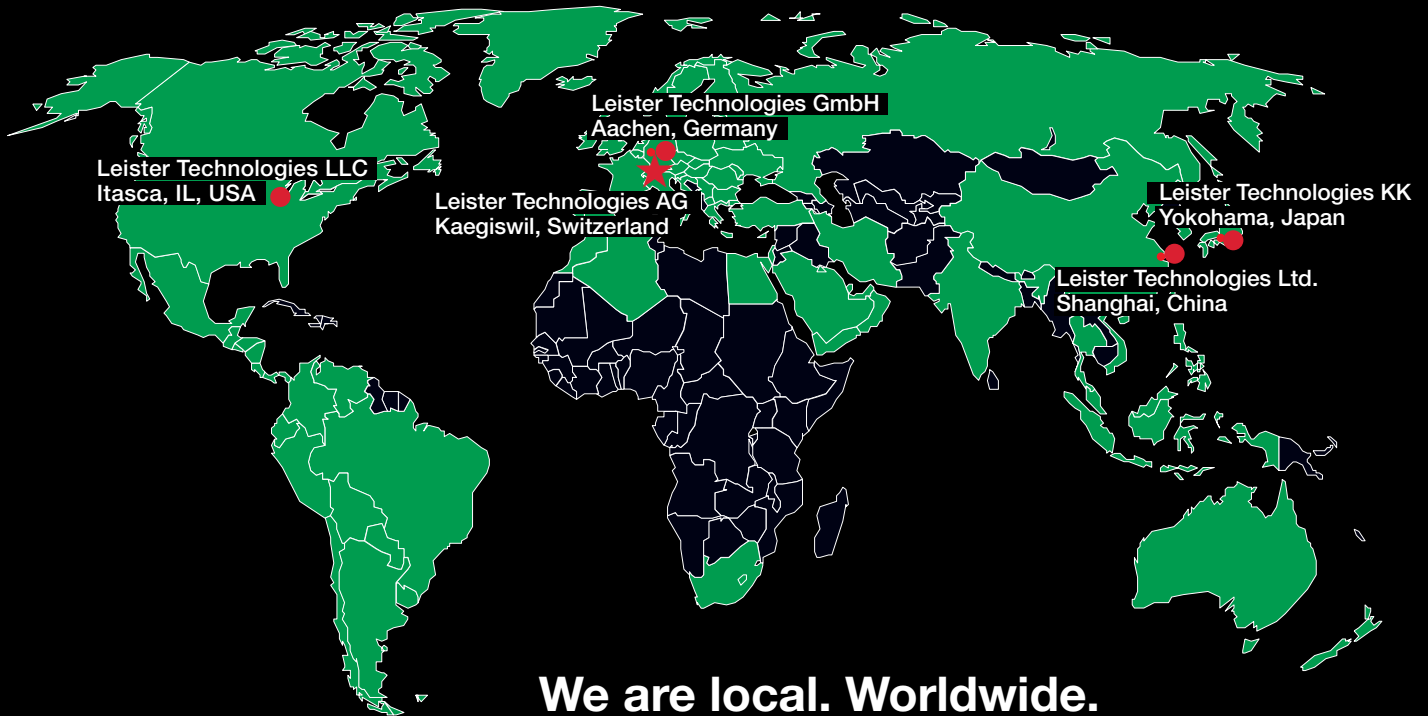 Leister Technologies GmbH
Aachen, Germany
Leister Technologies LLC
Itasca, IL, USA
Leister Technologies AG
Kaegiswil, Switzerland
Leister Technologies KK
Yokohama, Japan
Leister Technologies Ltd.
Shanghai, China
We are local. Worldwide.